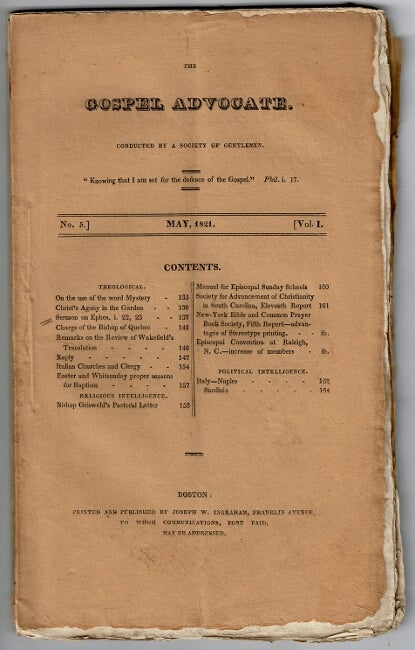 THE
GOSPEL ADVOCATE.
CONDUCTED BY A SOCIETY OF GENTLEMEN.
"Knowing that I am set for the defence of the Gospel." Phil. i. 17.
No. 5.] MAY, 1821. [Vol. I.
CONTENTS.
THEOLOGICAL.
On the use of the word Mystery - 133
Christ's Agony in the Garden - - 136
Sermon on Ephes. i. 22, 23 - - 137
Charge of the Bishop of Quebec - 142
Remarks on the Review of Wakefield's
Translation - - - - - 146
Reply - - - - - - 147
Italian Churches and Clergy - - 154
Easter and Whitsunday proper seasons
for Baptism - - - - - 157
RELIGIOUS INTELLIGENCE.
Bishop Griswold's Pastoral Letter 158
Manual for Episcopal Sunday Schools 160
Society for Advancement of Christianity
in South Carolina, Eleventh Report 161
New-York Bible and Common Prayer
Book Society, Fifth Report—advan-
tages of Stereotype printing. - - ib.
Episcopal Convention at Raleigh,
N. C.—increase of members - ib.
POLITICAL INTELLIGENCE.
Italy—Naples - - - - - 162
Sardinia - - - - - 164
BOSTON:
PRINTED AND PUBLISHED BY JOSEPH W. INGRAHAM, FRANKLIN AVENUE,
TO WHOM COMMUNICATIONS, POST PAID,
MAY BE ADDRESSED.